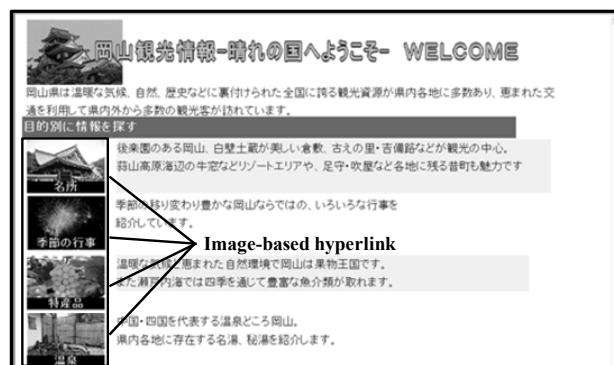 岡山観光情報-晴れの国へようこそ- WELCOME
岡山県は温暖な気候、自然、歴史などに裏付けられた全国に誇る観光資源が県内各地に多数あり、恵まれた交
通を利用して県内外から多数の観光客が訪れています。
目的別に情報を探す
後楽園のある岡山、白壁土蔵が美しい倉敷、古えの里・吉備路などが観光の中心。
蒜山高原海辺の牛窓などリゾートエリアや、足守・吹屋など各地に残る昔町も魅力です
名所
季節の移り変わり豊かな岡山ならではの、いろいろな行事を
紹介しています。
季節の行事
Image-based hyperlink
温暖な気候と恵まれた自然環境で岡山は果物王国です。
また瀬戸内海では四季を通じて豊富な魚介類が取れます。
特産品
中国・四国を代表する温泉どころ岡山。
県内各地に存在する名湯、秘湯を紹介します。
温泉